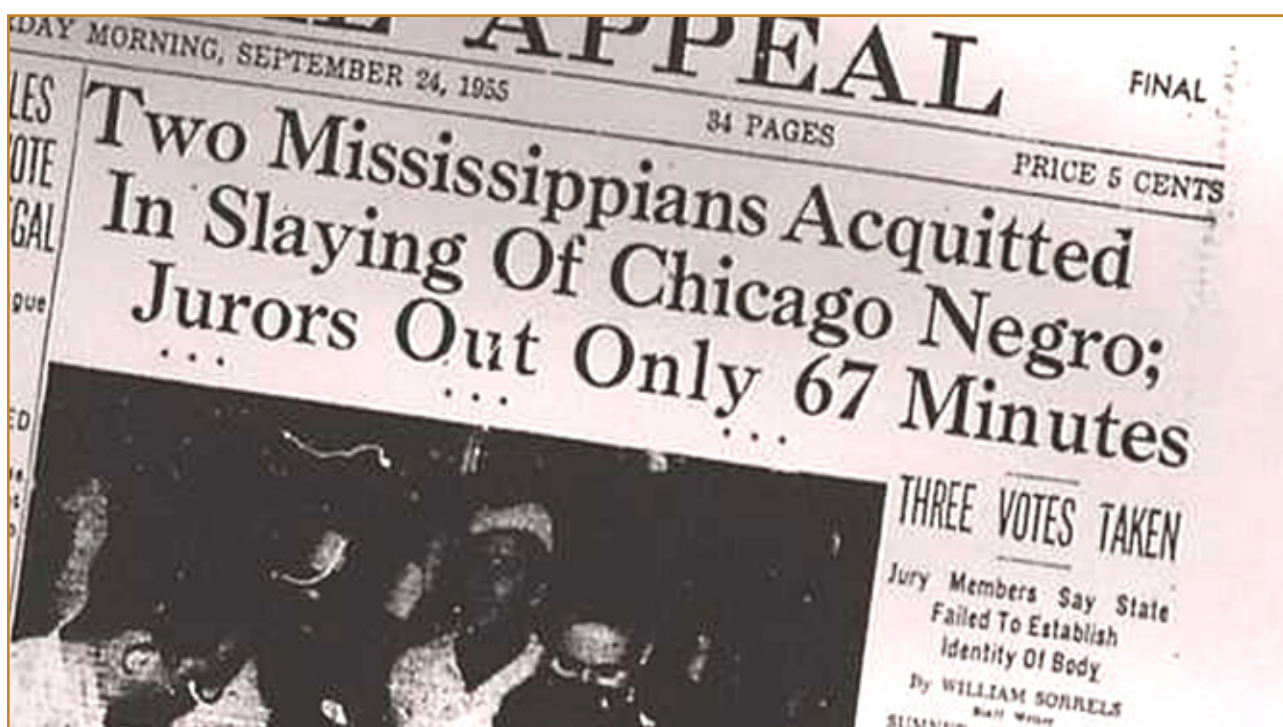 APPEAL
FINAL
MORNING, SEPTEMBER 24, 1955
34 PAGES
PRICE 5 CENTS
Two Mississippians Acquitted
In Slaying Of Chicago Negro;
Jurors Out Only 67 Minutes
THREE VOTES TAKEN
Jury Members Say State
Failed To Establish
Identity Of Body
By WILLIAM SORRELS